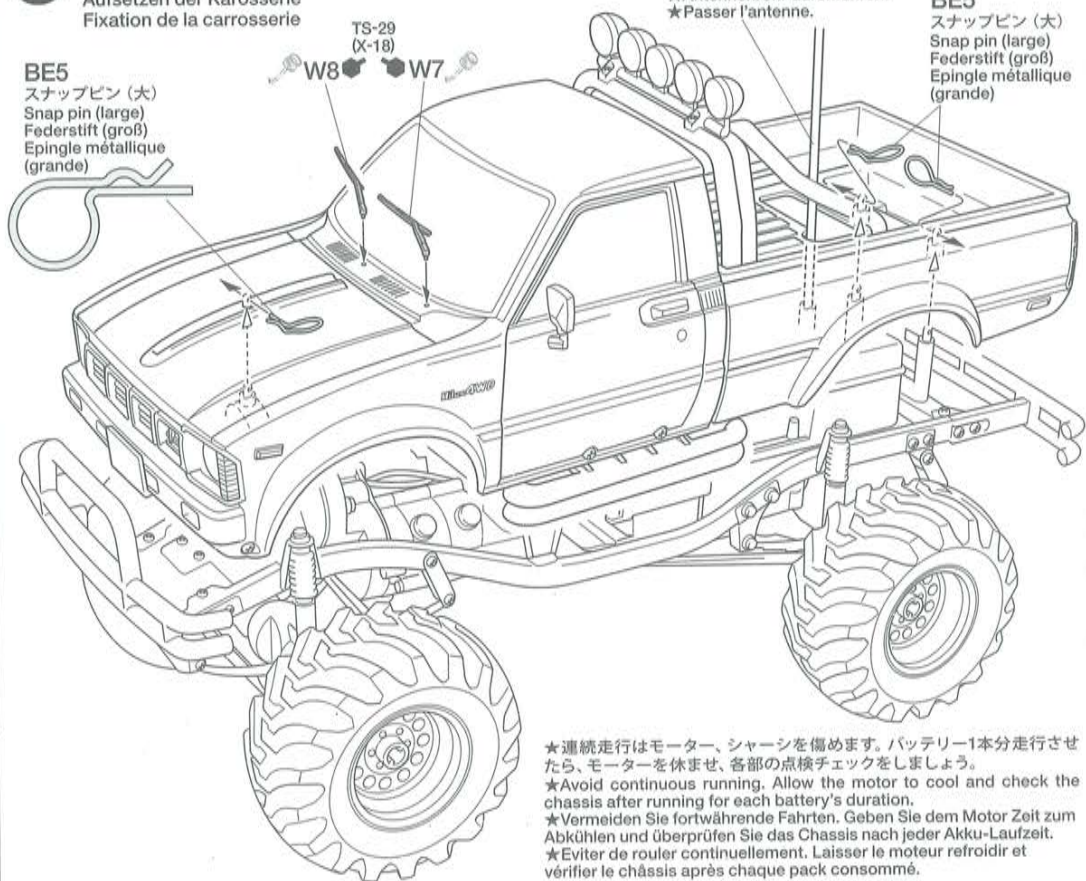 Fixation de la carrosserie
★Passer l'antenne.
BE5
スナップピン（大）
Snap pin (large)
Federstift (groß)
Epingle métallique
(grande)
TS-29
(X-18)
W8
W7
BE5
スナップピン（大）
Snap pin (large)
Federstift (groß)
Epingle métallique
(grande)
Hilux 4WD
★連続走行はモーター、シャーシを傷めます。バッテリー1本分走行させ
たら、モーターを休ませ、各部の点検チェックをしましょう。
★Avoid continuous running. Allow the motor to cool and check the
chassis after running for each battery's duration.
★Vermeiden Sie fortwährende Fahrten. Geben Sie dem Motor Zeit zum
Abkühlen und überprüfen Sie das Chassis nach jeder Akku-Laufzeit.
★Eviter de rouler continuellement. Laisser le moteur refroidir et
vérifier le châssis après chaque pack consommé.